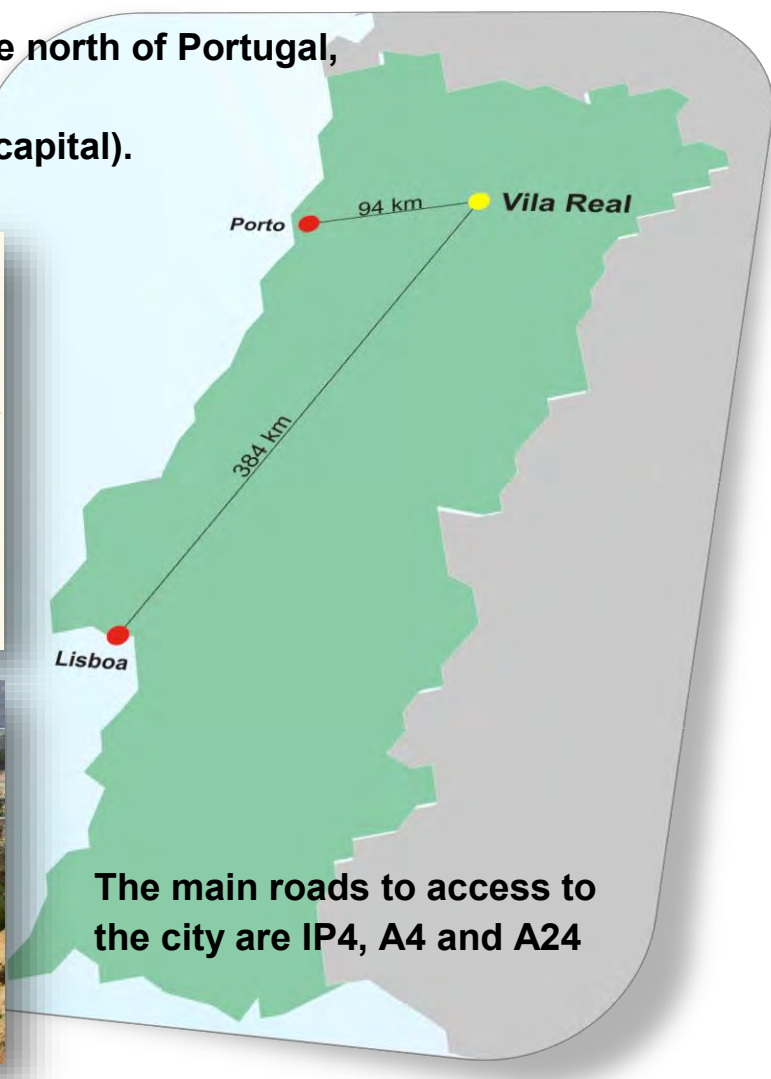 north of Portugal,
capital).
94 km
Vila Real
Porto
384 km
Lisboa
The main roads to access to
the city are IP4, A4 and A24